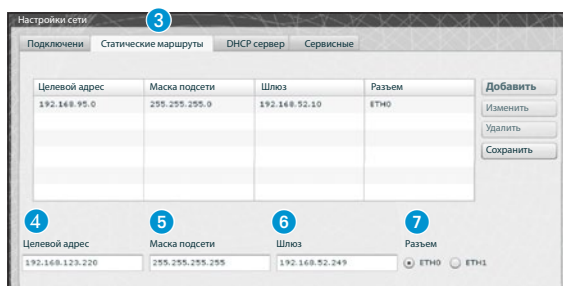 Настройки сети
3
Подключени Статические маршруты DHCP сервер Сервисные
Целевой адрес Маска подсети Шлюз Разъем
192.168.95.0 255.255.255.0 192.168.52.10 ETH0
Добавить
Изменить
Удалить
Сохранить
4 5 6 7
Целевой адрес Маска подсети Шлюз Разъем
192.168.123.220 255.255.255.255 192.168.52.249 ETH0 ETH1